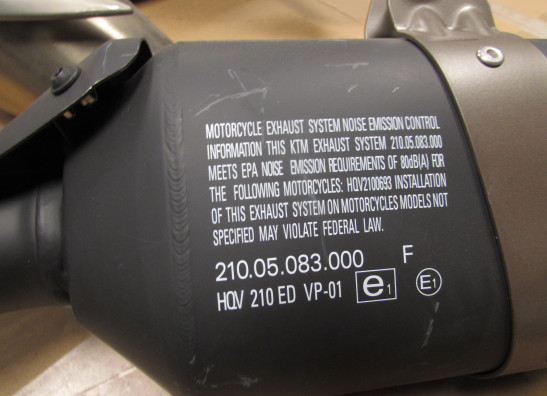 MOTORCYCLE EXHAUST SYSTEM NOISE EMISSION CONTROL
INFORMATION THIS KTM EXHAUST SYSTEM 210.05.083.000
MEETS EPA NOISE EMISSION REQUIREMENTS OF 80dB(A) FOR
THE FOLLOWING MOTORCYCLES: HQV2100693 INSTALLATION
OF THIS EXHAUST SYSTEM ON MOTORCYCLES MODELS NOT
SPECIFIED MAY VIOLATE FEDERAL LAW.
210.05.083.000 F
HQV 210 ED VP-01 e1 E1